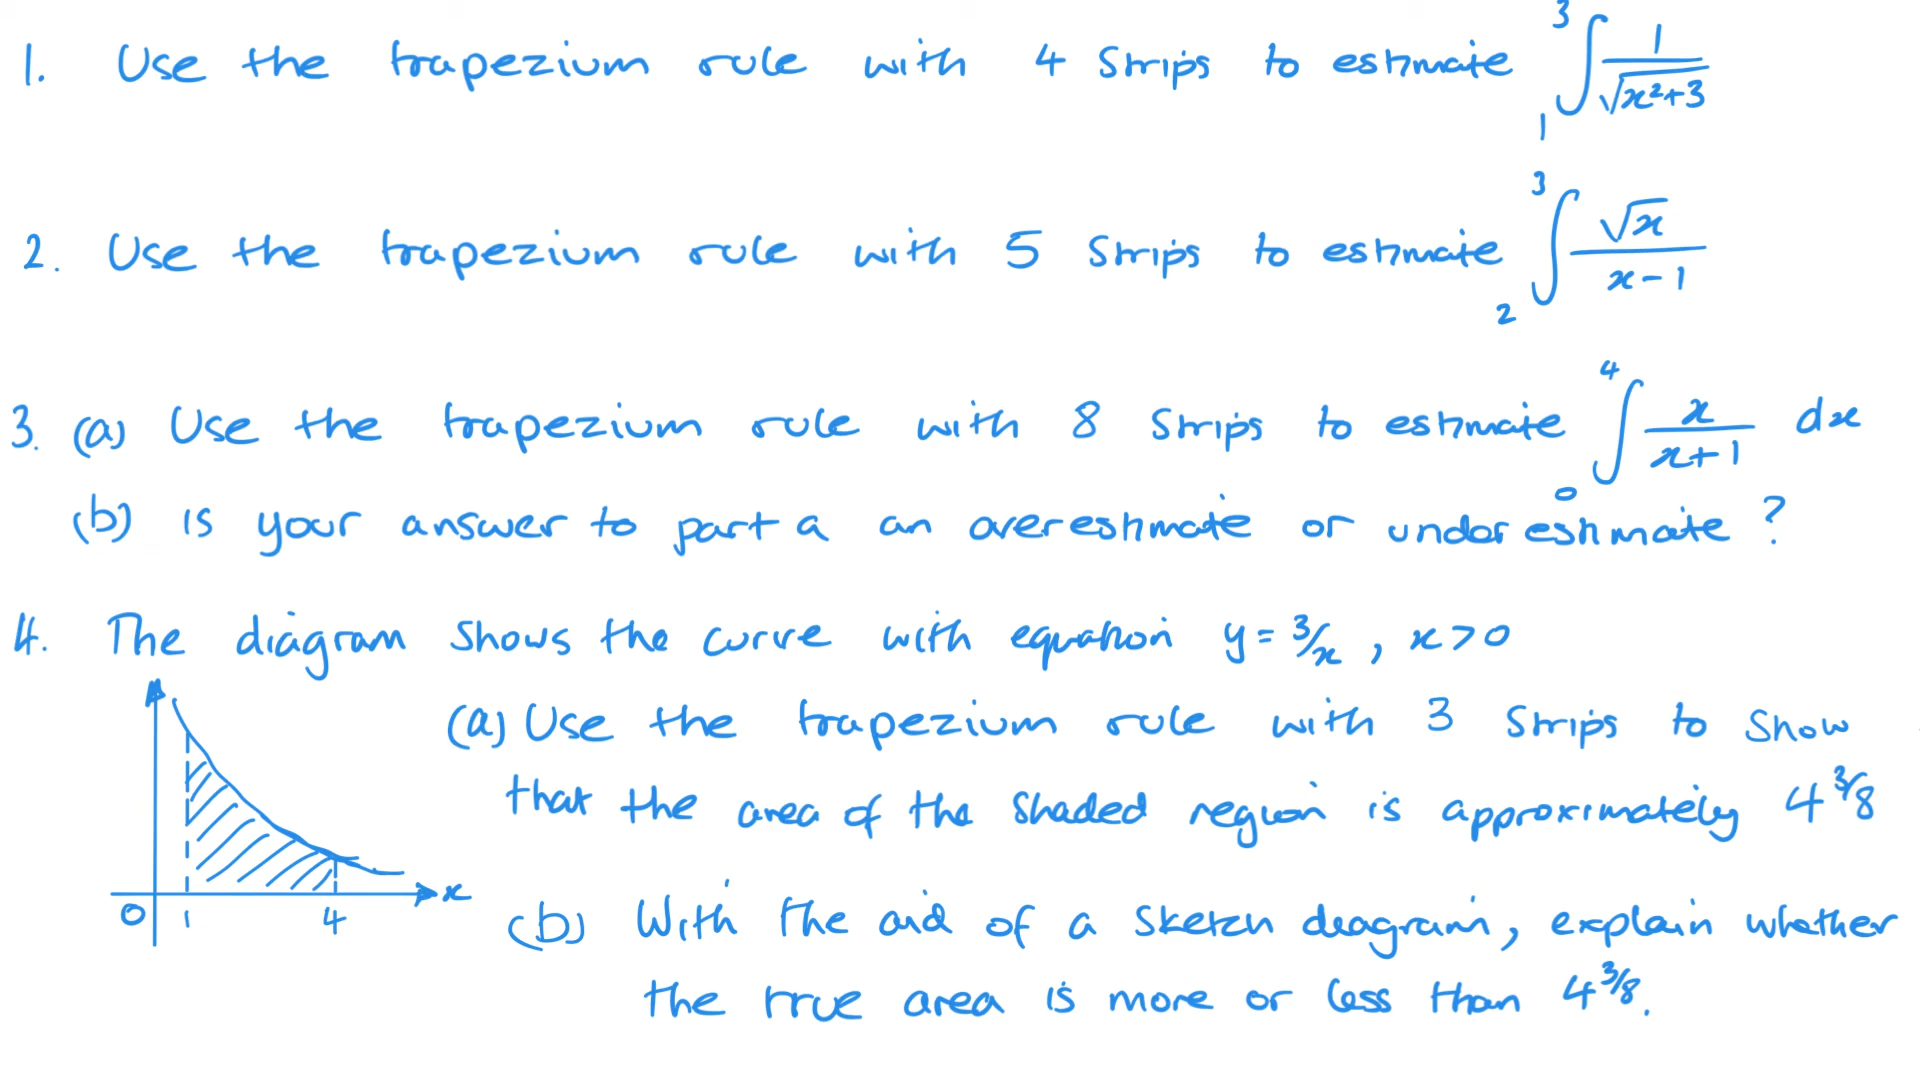 1. Use the trapezium rule with 4 strips to estimate ∫₁³ 1/√(x²+3)
2. Use the trapezium rule with 5 strips to estimate ∫₂³ √x/(x-1)
3. (a) Use the trapezium rule with 8 strips to estimate ∫₀⁴ x/(x+1) dx
(b) is your answer to part a an overestimate or underestimate?
4. The diagram shows the curve with equation y = 3/x, x > 0
(a) Use the trapezium rule with 3 strips to show
that the area of the shaded region is approximately 4 3/8
(b) With the aid of a sketch diagram, explain whether
the true area is more or less than 4 3/8.
0 1 4 x